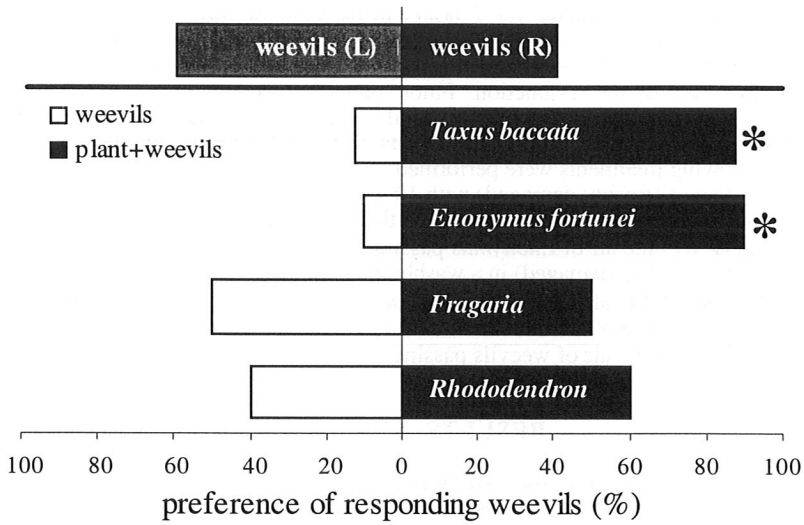 weevils (L) weevils (R)
weevils
plant+weevils
Taxus baccata *
Euonymus fortunei *
Fragaria
Rhododendron
100 80 60 40 20 0 20 40 60 80 100
preference of responding weevils (%)